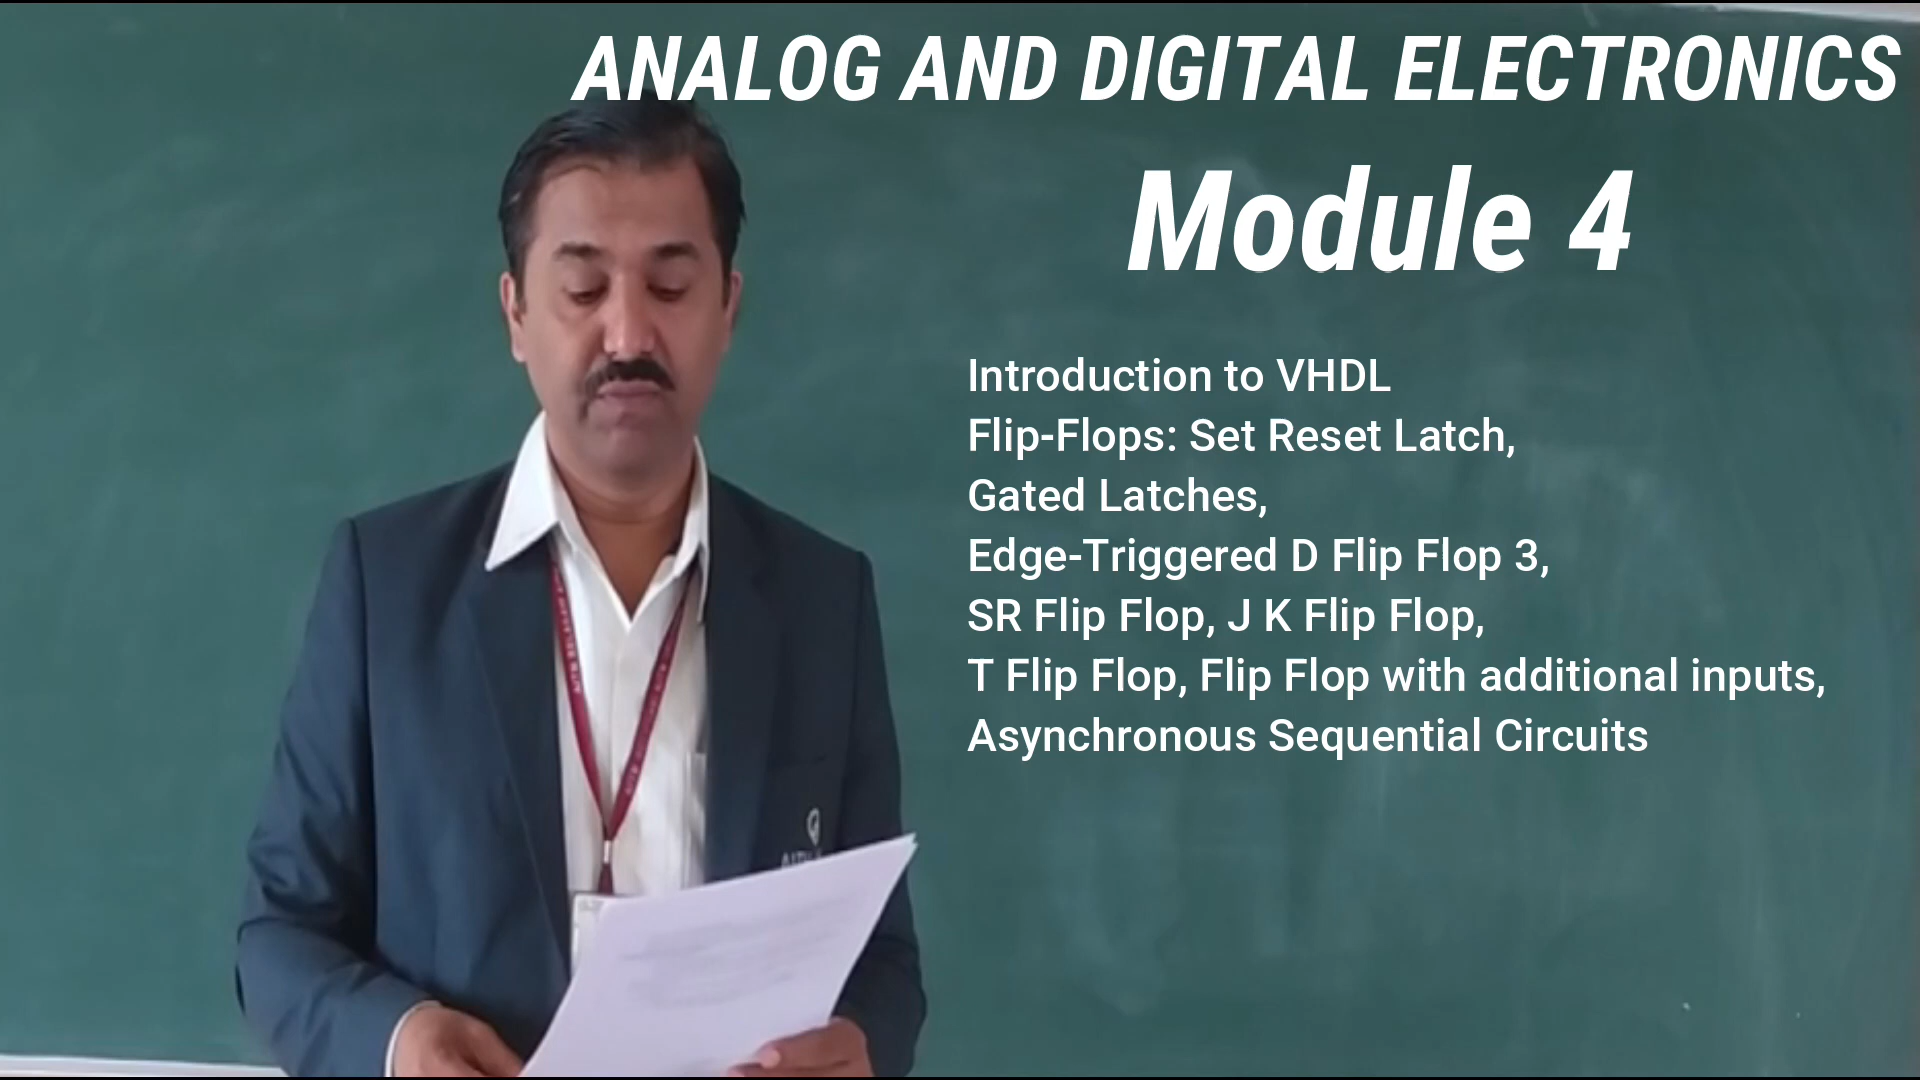 ANALOG AND DIGITAL ELECTRONICS
Module 4
Introduction to VHDL
Flip-Flops: Set Reset Latch,
Gated Latches,
Edge-Triggered D Flip Flop 3,
SR Flip Flop, J K Flip Flop,
T Flip Flop, Flip Flop with additional inputs,
Asynchronous Sequential Circuits